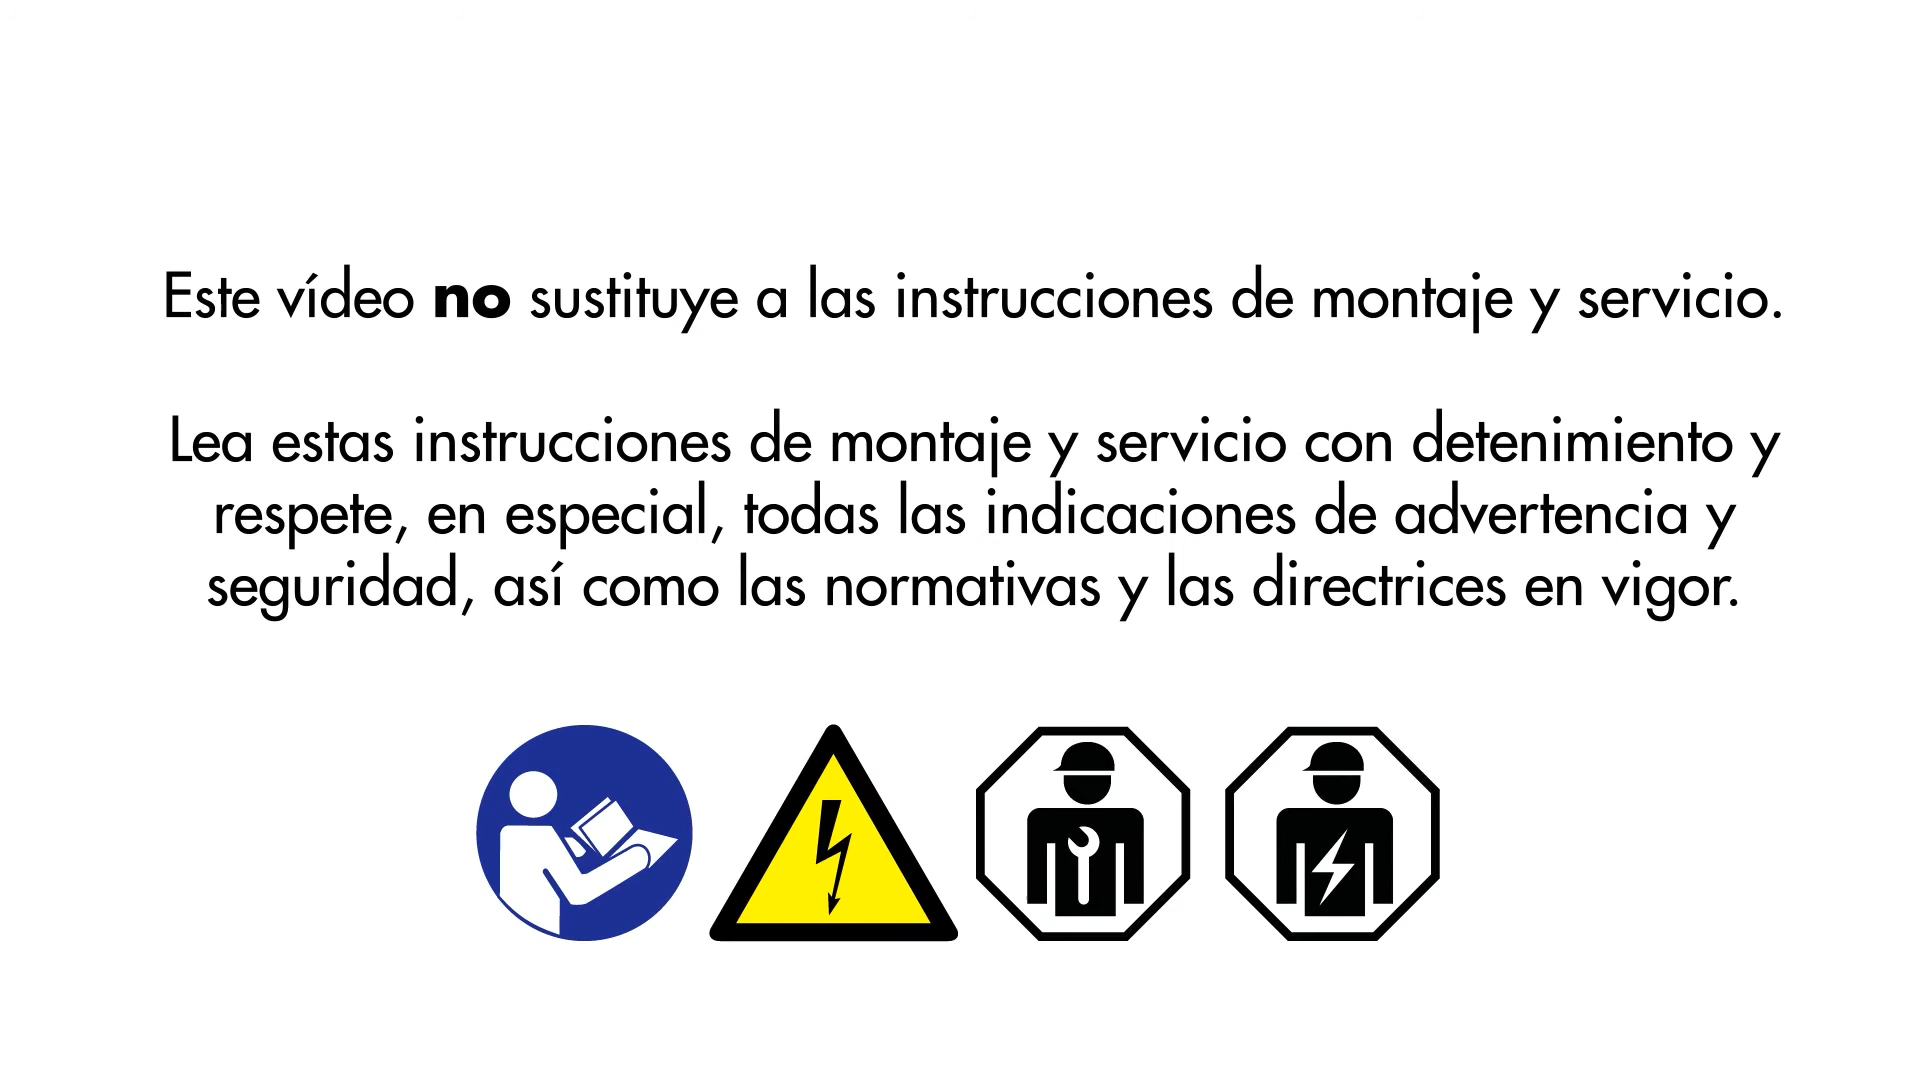 Este vídeo no sustituye a las instrucciones de montaje y servicio.
Lea estas instrucciones de montaje y servicio con detenimiento y
respete, en especial, todas las indicaciones de advertencia y
seguridad, así como las normativas y las directrices en vigor.